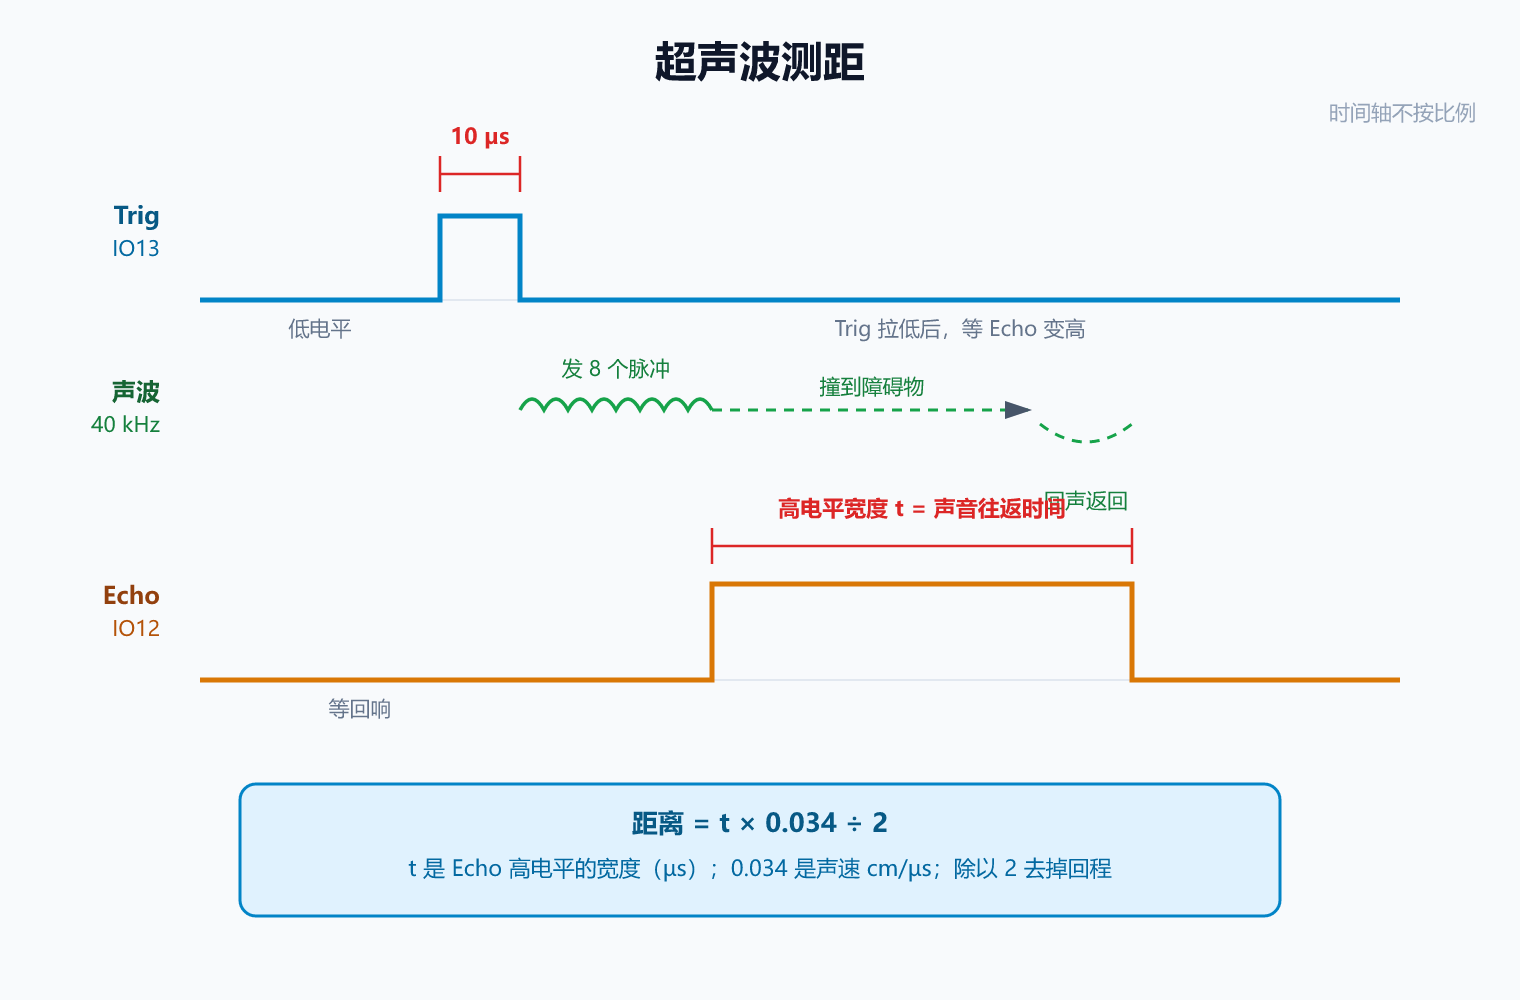 超声波测距
时间轴不按比例
10 μs
Trig
IO13
低电平
Trig 拉低后，等 Echo 变高
发 8 个脉冲
撞到障碍物
声波
40 kHz
回声返回
高电平宽度 t = 声音往返时间
Echo
IO12
等回响
距离 = t × 0.034 ÷ 2
t 是 Echo 高电平的宽度（μs）；0.034 是声速 cm/μs；除以 2 去掉回程